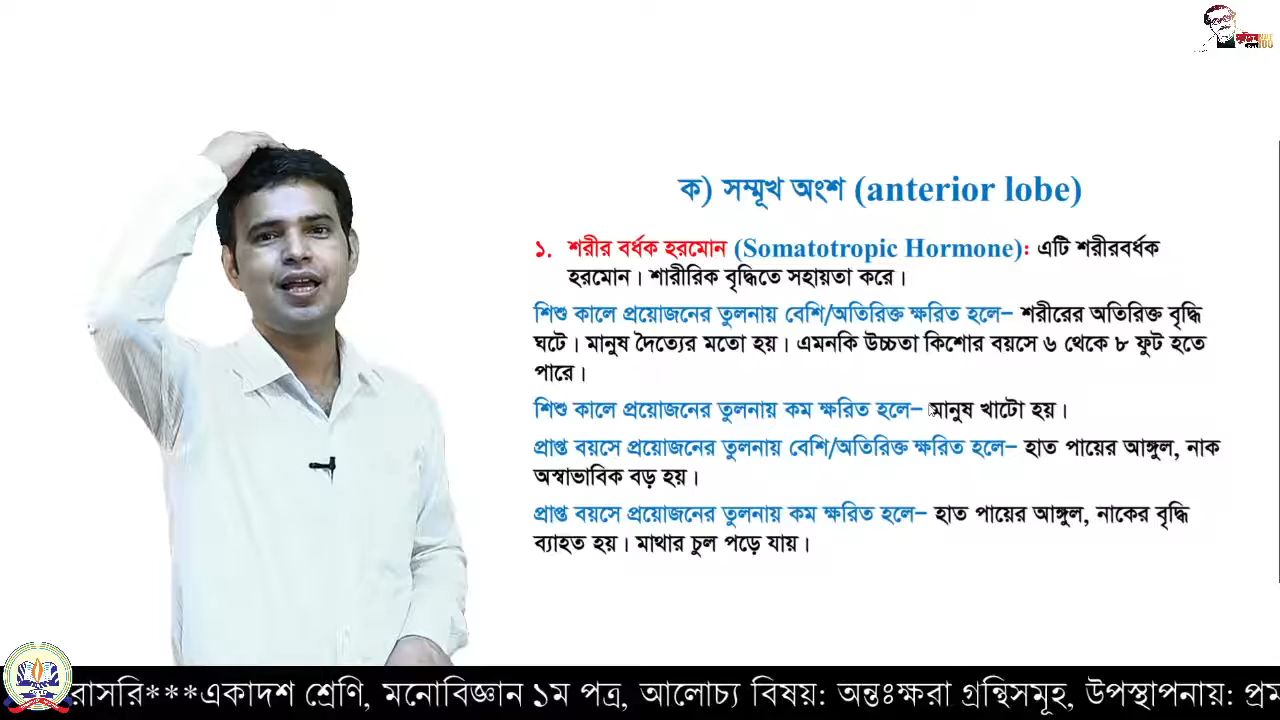 ক) সম্মূখ অংশ (anterior lobe)
১. শরীর বর্ধক হরমোন (Somatotropic Hormone): এটি শরীরবর্ধক
হরমোন। শারীরিক বৃদ্ধিতে সহায়তা করে।
শিশু কালে প্রয়োজনের তুলনায় বেশি/অতিরিক্ত ক্ষরিত হলে– শরীরের অতিরিক্ত বৃদ্ধি
ঘটে। মানুষ দৈত্যের মতো হয়। এমনকি উচ্চতা কিশোর বয়সে ৬ থেকে ৮ ফুট হতে
পারে।
শিশু কালে প্রয়োজনের তুলনায় কম ক্ষরিত হলে– মানুষ খাটো হয়।
প্রাপ্ত বয়সে প্রয়োজনের তুলনায় বেশি/অতিরিক্ত ক্ষরিত হলে– হাত পায়ের আঙ্গুল, নাক
অস্বাভাবিক বড় হয়।
প্রাপ্ত বয়সে প্রয়োজনের তুলনায় কম ক্ষরিত হলে– হাত পায়ের আঙ্গুল, নাকের বৃদ্ধি
ব্যাহত হয়। মাথার চুল পড়ে যায়।
রাসরি***একাদশ শ্রেণি, মনোবিজ্ঞান ১ম পত্র, আলোচ্য বিষয়: অন্তঃক্ষরা গ্রন্থিসমূহ, উপস্থাপনায়: প্রম